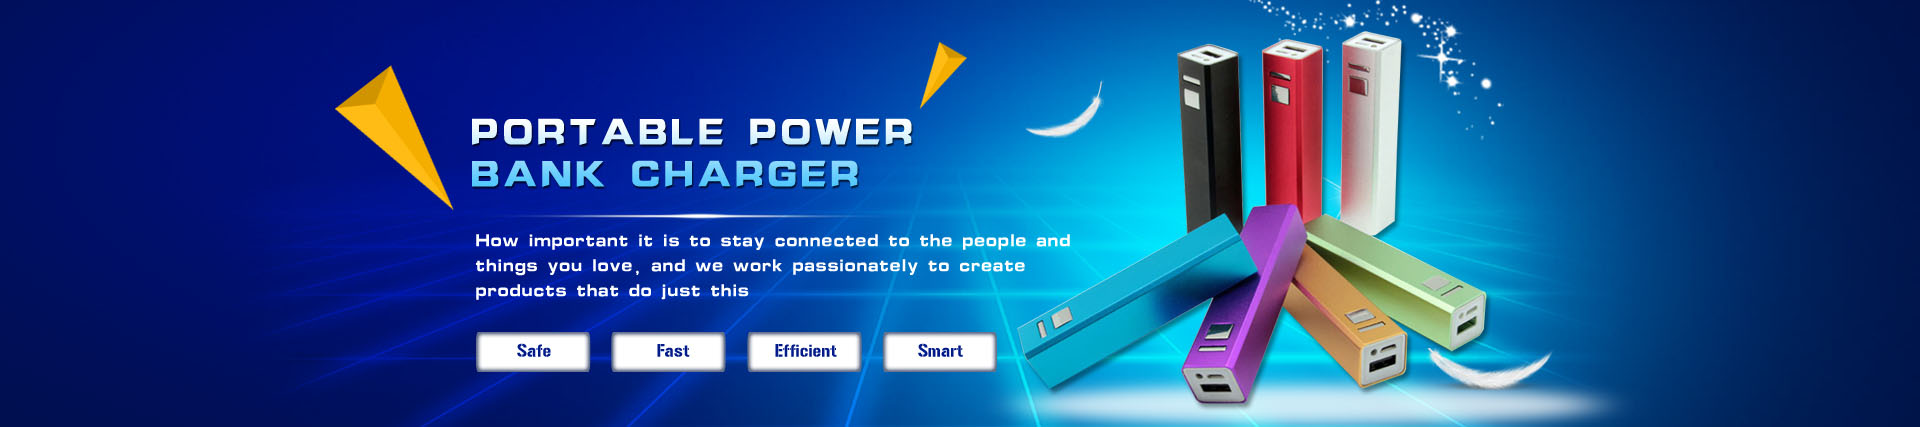 PORTABLE POWER
BANK CHARGER
How important it is to stay connected to the people and
things you love, and we work passionately to create
products that do just this
Safe
Fast
Efficient
Smart